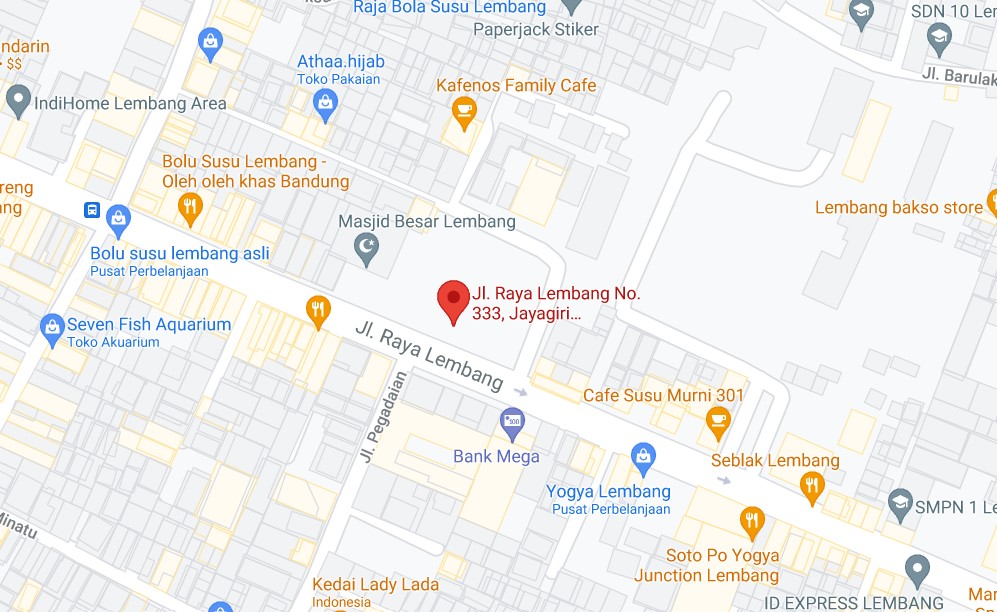 Raja Bola Susu Lembang
Paperjack Stiker
SDN 10 Ler
ndarin
$$
Athaa.hijab
Toko Pakaian
Kafenos Family Cafe
Jl. Barulak
IndiHome Lembang Area
Bolu Susu Lembang -
Oleh oleh khas Bandung
reng
ng
Masjid Besar Lembang
Lembang bakso store
Bolu susu lembang asli
Pusat Perbelanjaan
Jl. Raya Lembang No.
333, Jayagiri...
Seven Fish Aquarium
Toko Akuarium
Jl. Raya Lembang
Jl. Pegadaian
Cafe Susu Murni 301
Bank Mega
Seblak Lembang
Yogya Lembang
Pusat Perbelanjaan
SMPN 1 Le
Minatu
Soto Po Yogya
Junction Lembang
Kedai Lady Lada
Indonesia
ID EXPRESS LEMBANG
Mar